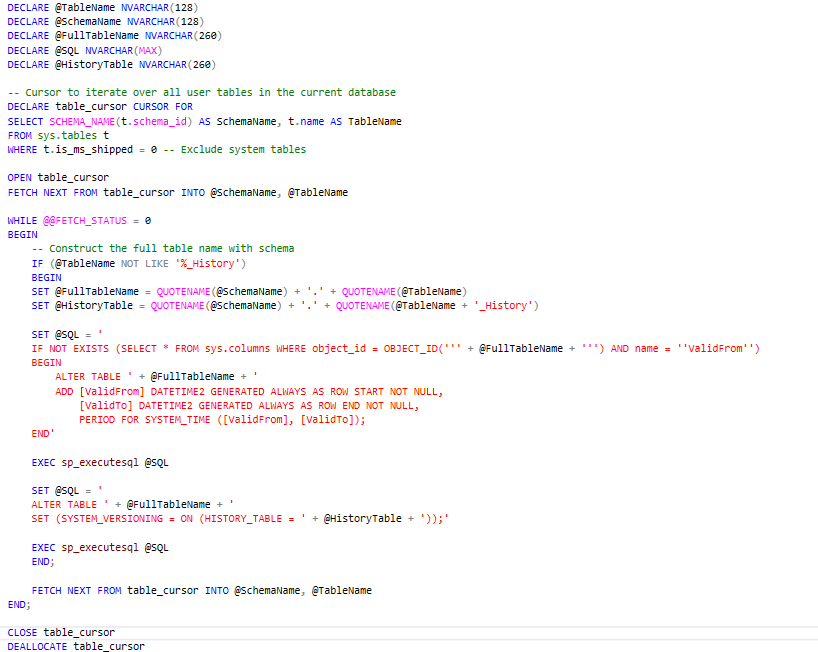 DECLARE @TableName NVARCHAR(128)
DECLARE @SchemaName NVARCHAR(128)
DECLARE @FullTableName NVARCHAR(260)
DECLARE @SQL NVARCHAR(MAX)
DECLARE @HistoryTable NVARCHAR(260)

-- Cursor to iterate over all user tables in the current database
DECLARE table_cursor CURSOR FOR
SELECT SCHEMA_NAME(t.schema_id) AS SchemaName, t.name AS TableName
FROM sys.tables t
WHERE t.is_ms_shipped = 0 -- Exclude system tables

OPEN table_cursor
FETCH NEXT FROM table_cursor INTO @SchemaName, @TableName

WHILE @@FETCH_STATUS = 0
BEGIN
    -- Construct the full table name with schema
    IF (@TableName NOT LIKE '%_History')
    BEGIN
    SET @FullTableName = QUOTENAME(@SchemaName) + '.' + QUOTENAME(@TableName)
    SET @HistoryTable = QUOTENAME(@SchemaName) + '.' + QUOTENAME(@TableName + '_History')

    SET @SQL = '
    IF NOT EXISTS (SELECT * FROM sys.columns WHERE object_id = OBJECT_ID(''' + @FullTableName + ''') AND name = ''ValidFrom'')
    BEGIN
        ALTER TABLE ' + @FullTableName + '
        ADD [ValidFrom] DATETIME2 GENERATED ALWAYS AS ROW START NOT NULL,
            [ValidTo] DATETIME2 GENERATED ALWAYS AS ROW END NOT NULL,
            PERIOD FOR SYSTEM_TIME ([ValidFrom], [ValidTo]);
    END'

    EXEC sp_executesql @SQL

    SET @SQL = '
    ALTER TABLE ' + @FullTableName + '
    SET (SYSTEM_VERSIONING = ON (HISTORY_TABLE = ' + @HistoryTable + '));'

    EXEC sp_executesql @SQL
    END;

    FETCH NEXT FROM table_cursor INTO @SchemaName, @TableName
END;

CLOSE table_cursor
DEALLOCATE table_cursor